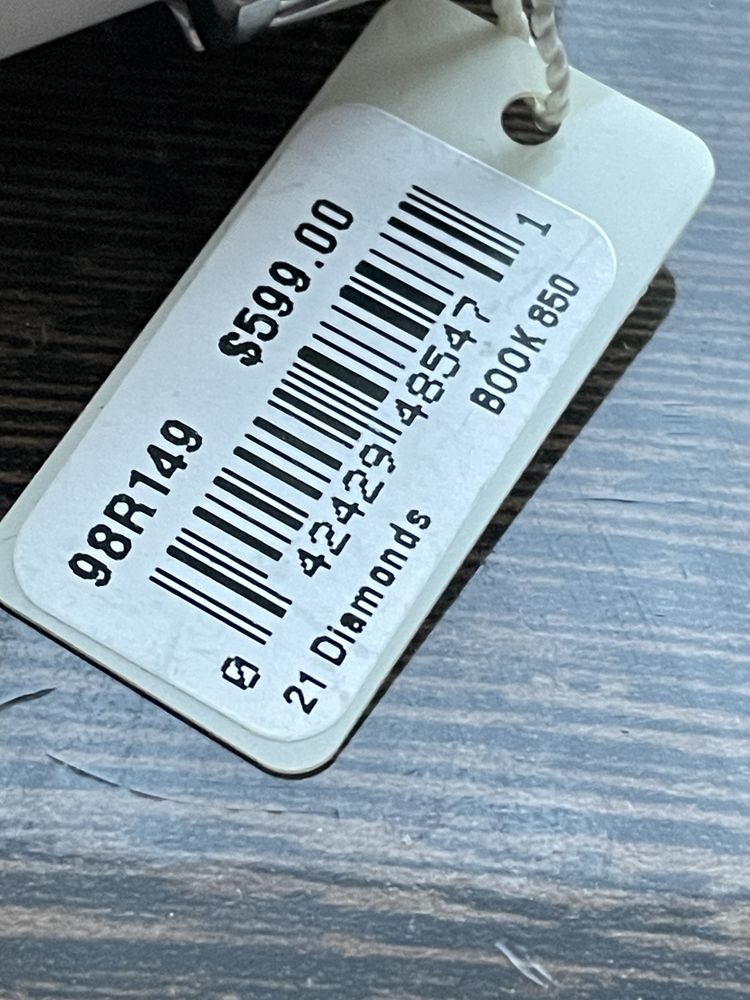 98R149 $599.00
0 42429 48547 1
21 Diamonds BOOK 850